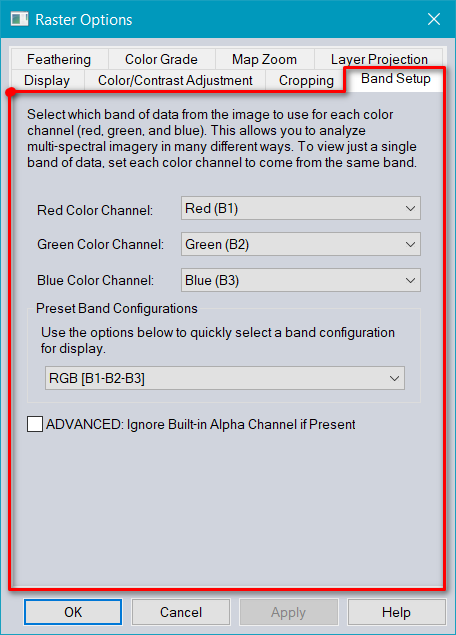 Raster Options
Feathering
Color Grade
Map Zoom
Layer Projection
Display
Color/Contrast Adjustment
Cropping
Band Setup
Select which band of data from the image to use for each color
channel (red, green, and blue). This allows you to analyze
multi-spectral imagery in many different ways. To view just a single
band of data, set each color channel to come from the same band.
Red Color Channel:
Red (B1)
Green Color Channel:
Green (B2)
Blue Color Channel:
Blue (B3)
Preset Band Configurations
Use the options below to quickly select a band configuration
for display.
RGB [B1-B2-B3]
ADVANCED: Ignore Built-in Alpha Channel if Present
OK
Cancel
Apply
Help